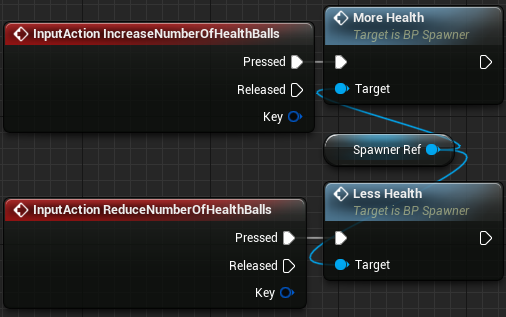 InputAction IncreaseNumberOfHealthBalls
Pressed
Released
Key
More Health
Target is BP Spawner
Target
Spawner Ref
InputAction ReduceNumberOfHealthBalls
Pressed
Released
Key
Less Health
Target is BP Spawner
Target